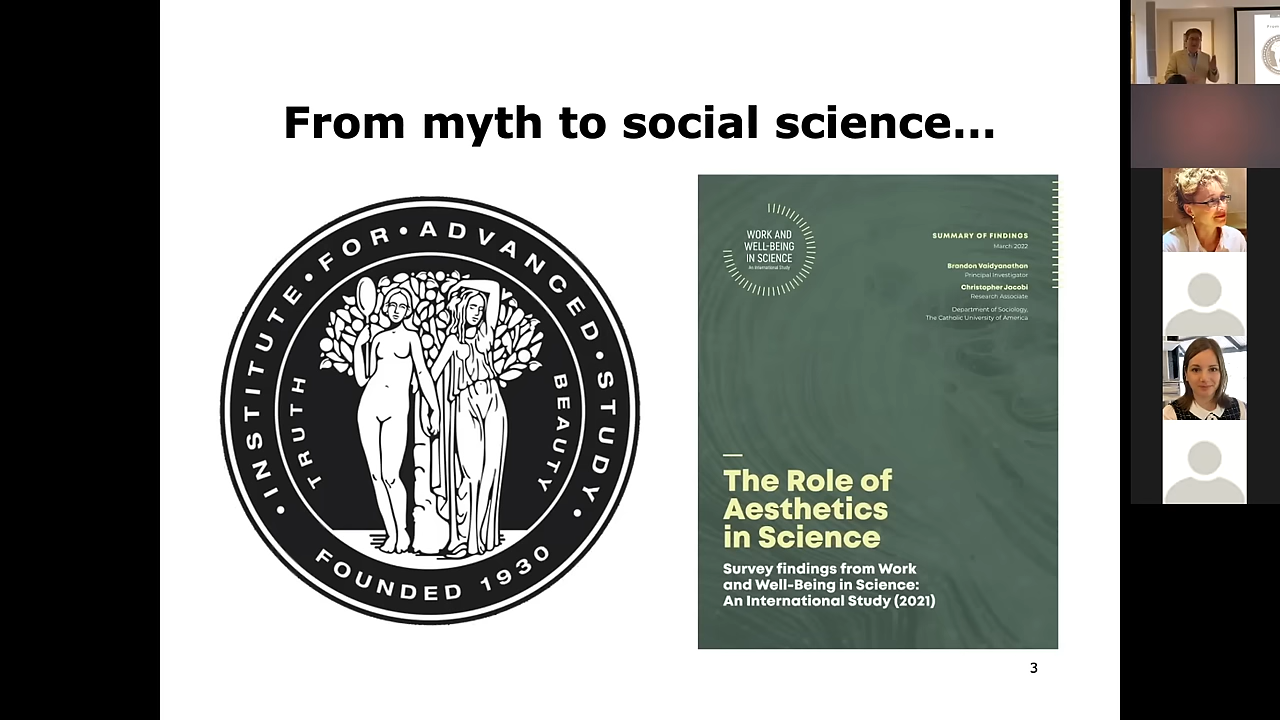 From myth to social science...
INSTITUTE•FOR•ADVANCED•STUDY
TRUTH
BEAUTY
FOUNDED 1930
WORK AND
WELL-BEING
IN SCIENCE
An International Study
SUMMARY OF FINDINGS
March 2022
Brandon Vaidyanathan
Principal Investigator
Christopher Jacobi
Research Associate
Department of Sociology,
The Catholic University of America
The Role of
Aesthetics
in Science
Survey findings from Work
and Well-Being in Science:
An International Study (2021)
3